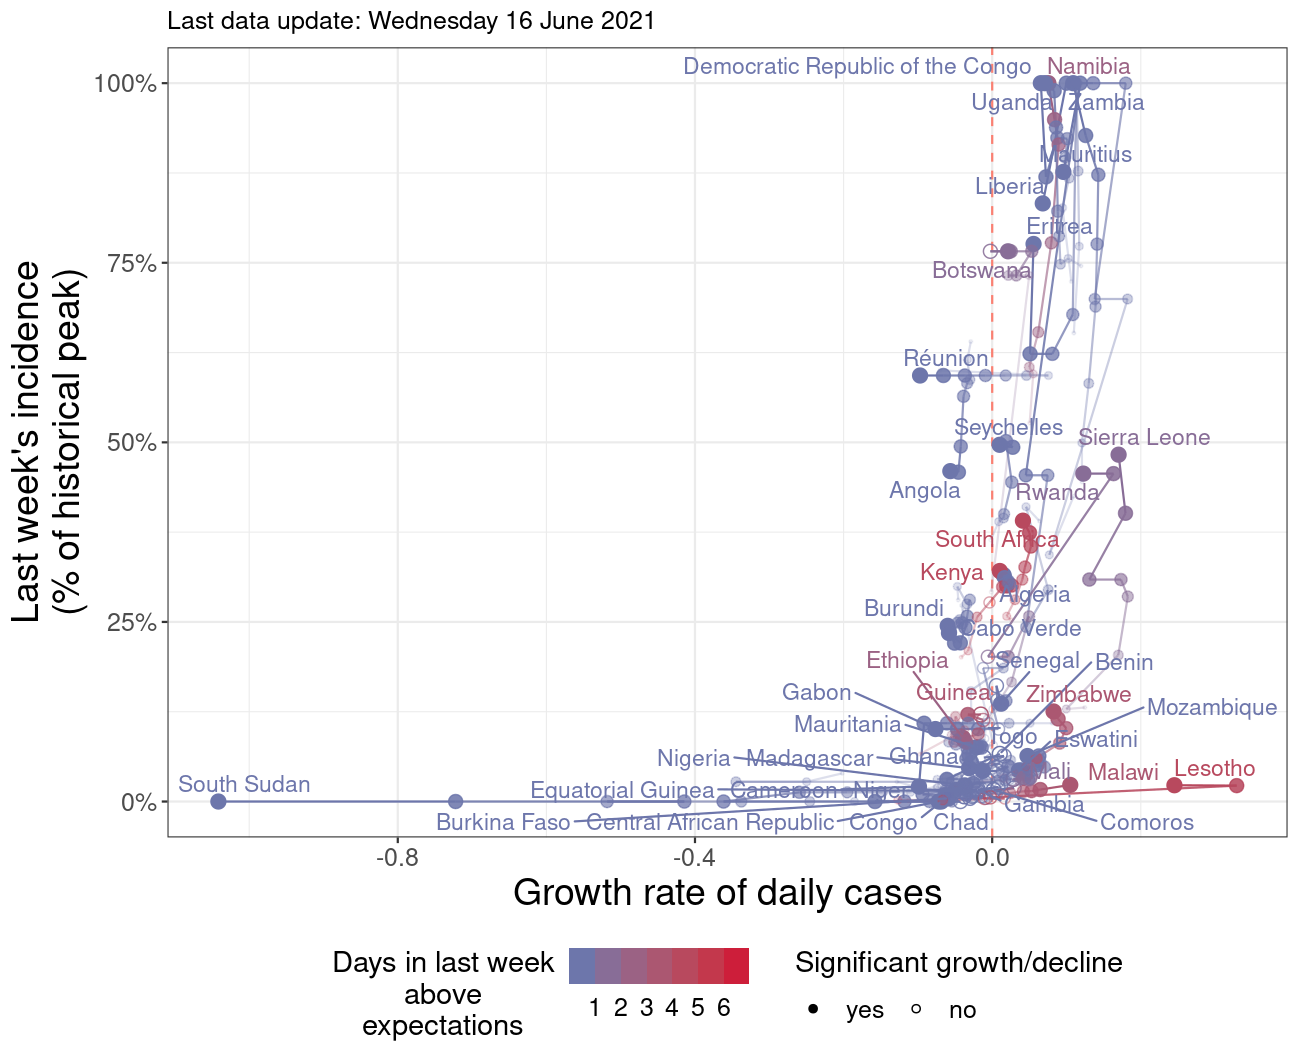 Last data update: Wednesday 16 June 2021
Last week's incidence
(% of historical peak)
100%
75%
50%
25%
0%
Democratic Republic of the Congo
Namibia
Uganda
Zambia
Mauritius
Liberia
Eritrea
Botswana
Réunion
Seychelles
Sierra Leone
Angola
Rwanda
South Africa
Kenya
Algeria
Burundi
Cabo Verde
Ethiopia
Senegal
Benin
Gabon
Guinea
Zimbabwe
Mozambique
Mauritania
Togo
Eswatini
Nigeria
Madagascar
Ghana
Mali
Malawi
Lesotho
South Sudan
Equatorial Guinea
Cameroon
Niger
Gambia
Burkina Faso
Central African Republic
Congo
Chad
Comoros
-0.8
-0.4
0.0
Growth rate of daily cases
Days in last week
above
expectations
1 2 3 4 5 6
Significant growth/decline
yes
no